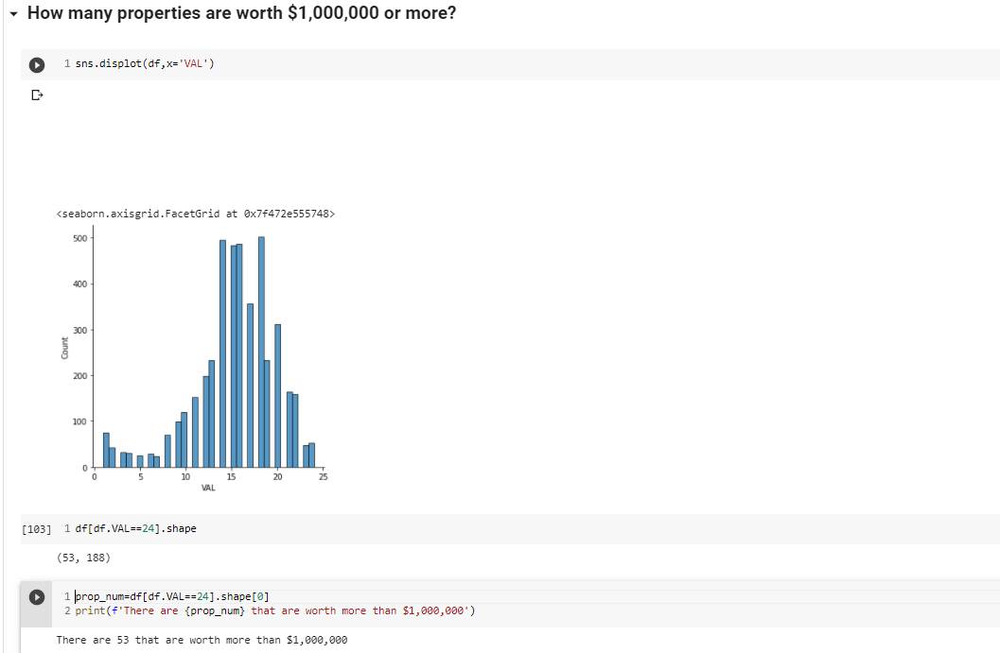 How many properties are worth $1,000,000 or more?
1 sns.displot(df,x='VAL')
<seaborn.axisgrid.FacetGrid at 0x7f472e555748>
500
400
300
200
100
0
Count
0 5 10 15 20 25
VAL
[103] 1 df[df.VAL==24].shape
(53, 188)
1 prop_num=df[df.VAL==24].shape[0]
2 print(f'There are {prop_num} that are worth more than $1,000,000')
There are 53 that are worth more than $1,000,000